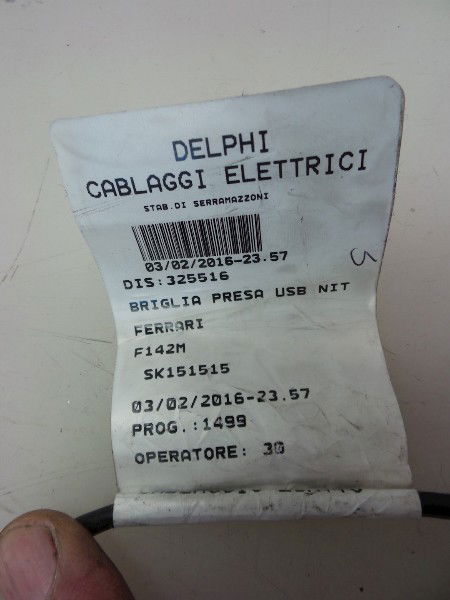 DELPHI
CABLAGGI ELETTRICI
STAB.DI SERRAMAZZONI
03/02/2016-23.57
DIS:325516
BRIGLIA PRESA USB NIT
FERRARI
F142M
SK151515
03/02/2016-23.57
PROG.:1499
OPERATORE: 30